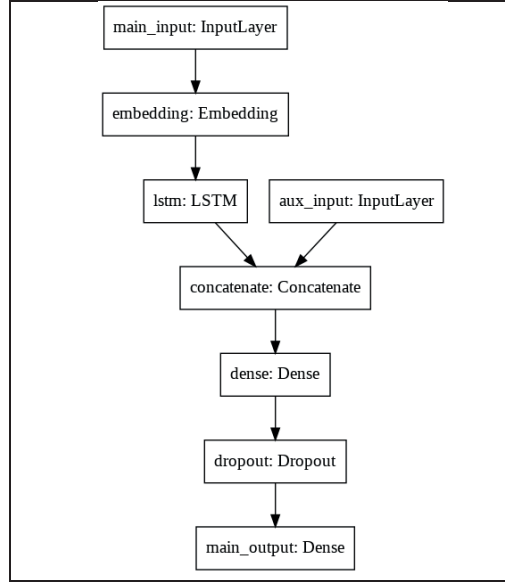 main_input: InputLayer
embedding: Embedding
lstm: LSTM
aux_input: InputLayer
concatenate: Concatenate
dense: Dense
dropout: Dropout
main_output: Dense